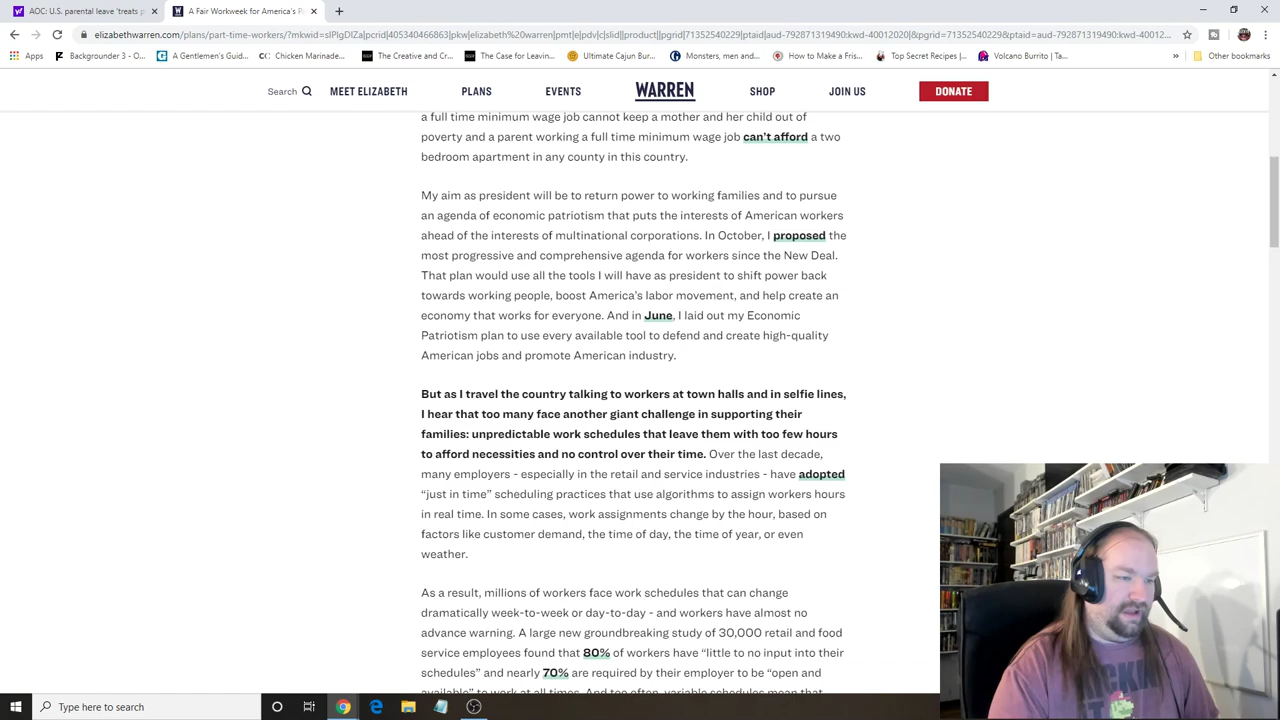 AOC: U.S. parental leave 'treats p
A Fair Workweek for America's Pa
elizabethwarren.com/plans/part-time-workers/?mkwid=sIPlgDIZa|pcrid|405340466863|pkw|elizabeth%20warren|pmt|e|pdv|c|slid||product||pgrid|71352540229|ptaid|aud-792871319490:kwd-40012020|&pgrid=71352540229&ptaid=aud-792871319490:kwd-40012...
Apps
Backgrounder 3 - O...
A Gentlemen's Guid...
Chicken Marinade...
The Creative and Cr...
The Case for Leavin...
Ultimate Cajun Bur...
Monsters, men and...
How to Make a Fris...
Top Secret Recipes |...
Volcano Burrito | Ta...
»
Other bookmarks
Search MEET ELIZABETH PLANS EVENTS WARREN SHOP JOIN US DONATE
a full time minimum wage job cannot keep a mother and her child out of
poverty and a parent working a full time minimum wage job can't afford a two
bedroom apartment in any county in this country.
My aim as president will be to return power to working families and to pursue
an agenda of economic patriotism that puts the interests of American workers
ahead of the interests of multinational corporations. In October, I proposed the
most progressive and comprehensive agenda for workers since the New Deal.
That plan would use all the tools I will have as president to shift power back
towards working people, boost America's labor movement, and help create an
economy that works for everyone. And in June, I laid out my Economic
Patriotism plan to use every available tool to defend and create high-quality
American jobs and promote American industry.
But as I travel the country talking to workers at town halls and in selfie lines,
I hear that too many face another giant challenge in supporting their
families: unpredictable work schedules that leave them with too few hours
to afford necessities and no control over their time. Over the last decade,
many employers - especially in the retail and service industries - have adopted
“just in time” scheduling practices that use algorithms to assign workers hours
in real time. In some cases, work assignments change by the hour, based on
factors like customer demand, the time of day, the time of year, or even
weather.
As a result, millions of workers face work schedules that can change
dramatically week-to-week or day-to-day - and workers have almost no
advance warning. A large new groundbreaking study of 30,000 retail and food
service employees found that 80% of workers have “little to no input into their
schedules” and nearly 70% are required by their employer to be “open and
available” to work at all times. And too often, variable schedules mean that
Type here to search